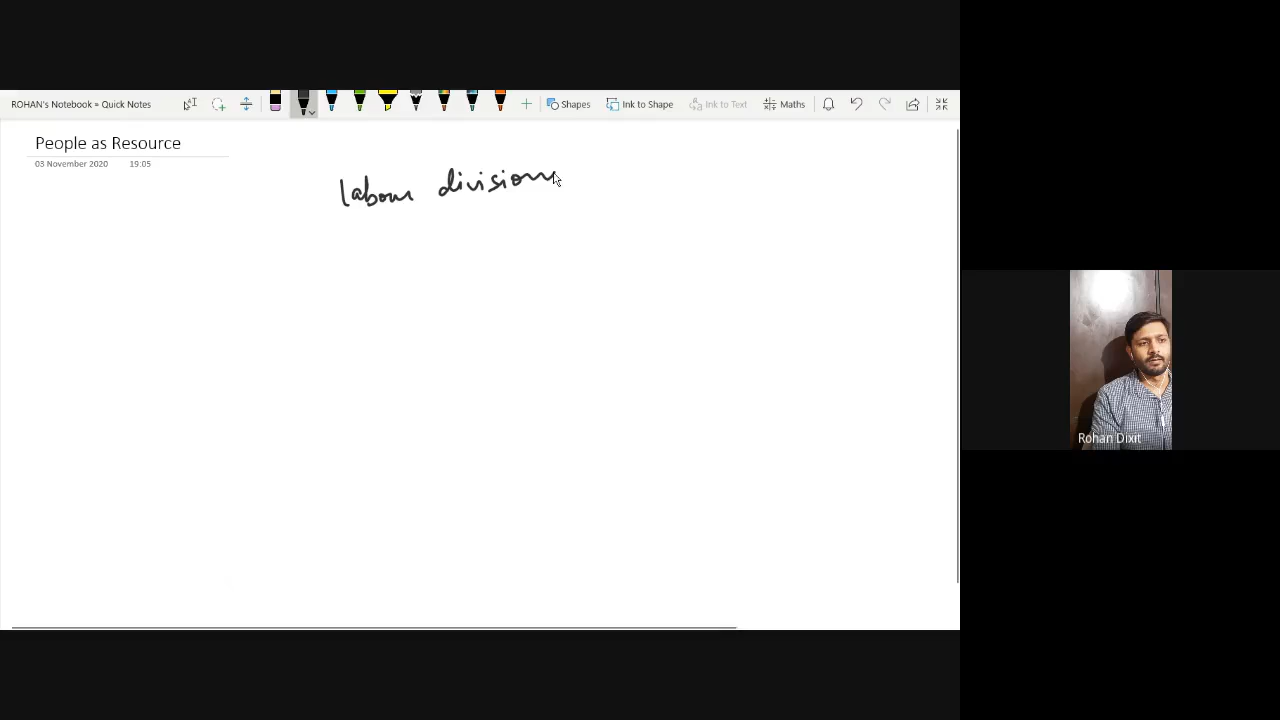 ROHAN's Notebook » Quick Notes
Shapes
Ink to Shape
Ink to Text
Maths
People as Resource
03 November 2020 19:05
labour division
Rohan Dixit